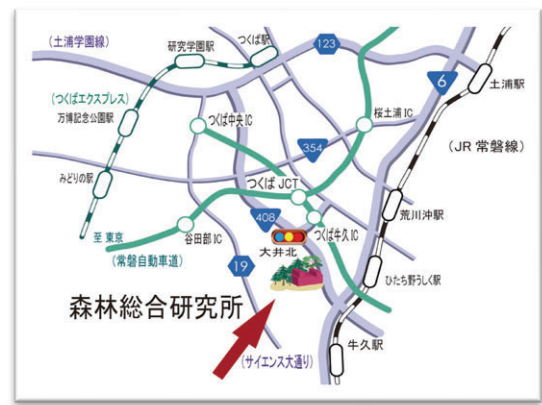 (土浦学園線)
研究学園駅
つくば駅
123
6
土浦駅
(つくばエクスプレス)
万博記念公園駅
つくば中央IC
桜土浦IC
354
(JR常磐線)
みどりの駅
つくばJCT
408
荒川沖駅
至 東京
谷田部IC
大井北
つくば牛久IC
(常磐自動車道)
19
ひたち野うしく駅
森林総合研究所
牛久駅
(サイエンス大通り)